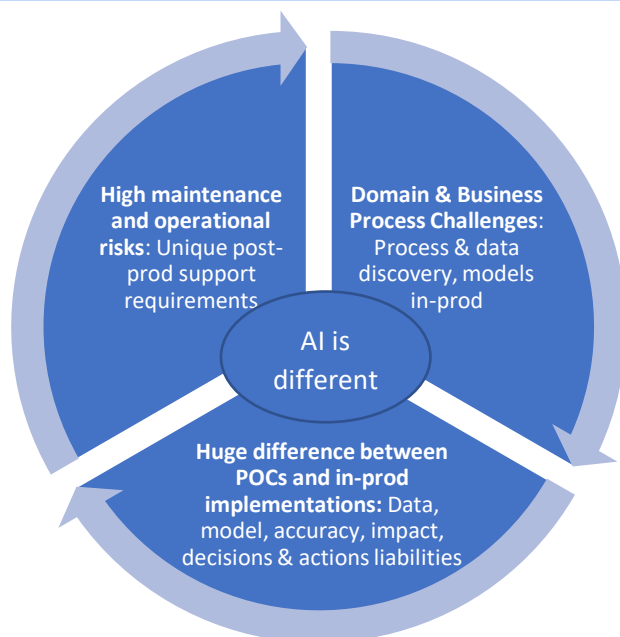 High maintenance
and operational
risks: Unique post-
prod support
requirements
Domain & Business
Process Challenges:
Process & data
discovery, models
in-prod
AI is
different
Huge difference between
POCs and in-prod
implementations: Data,
model, accuracy, impact,
decisions & actions liabilities